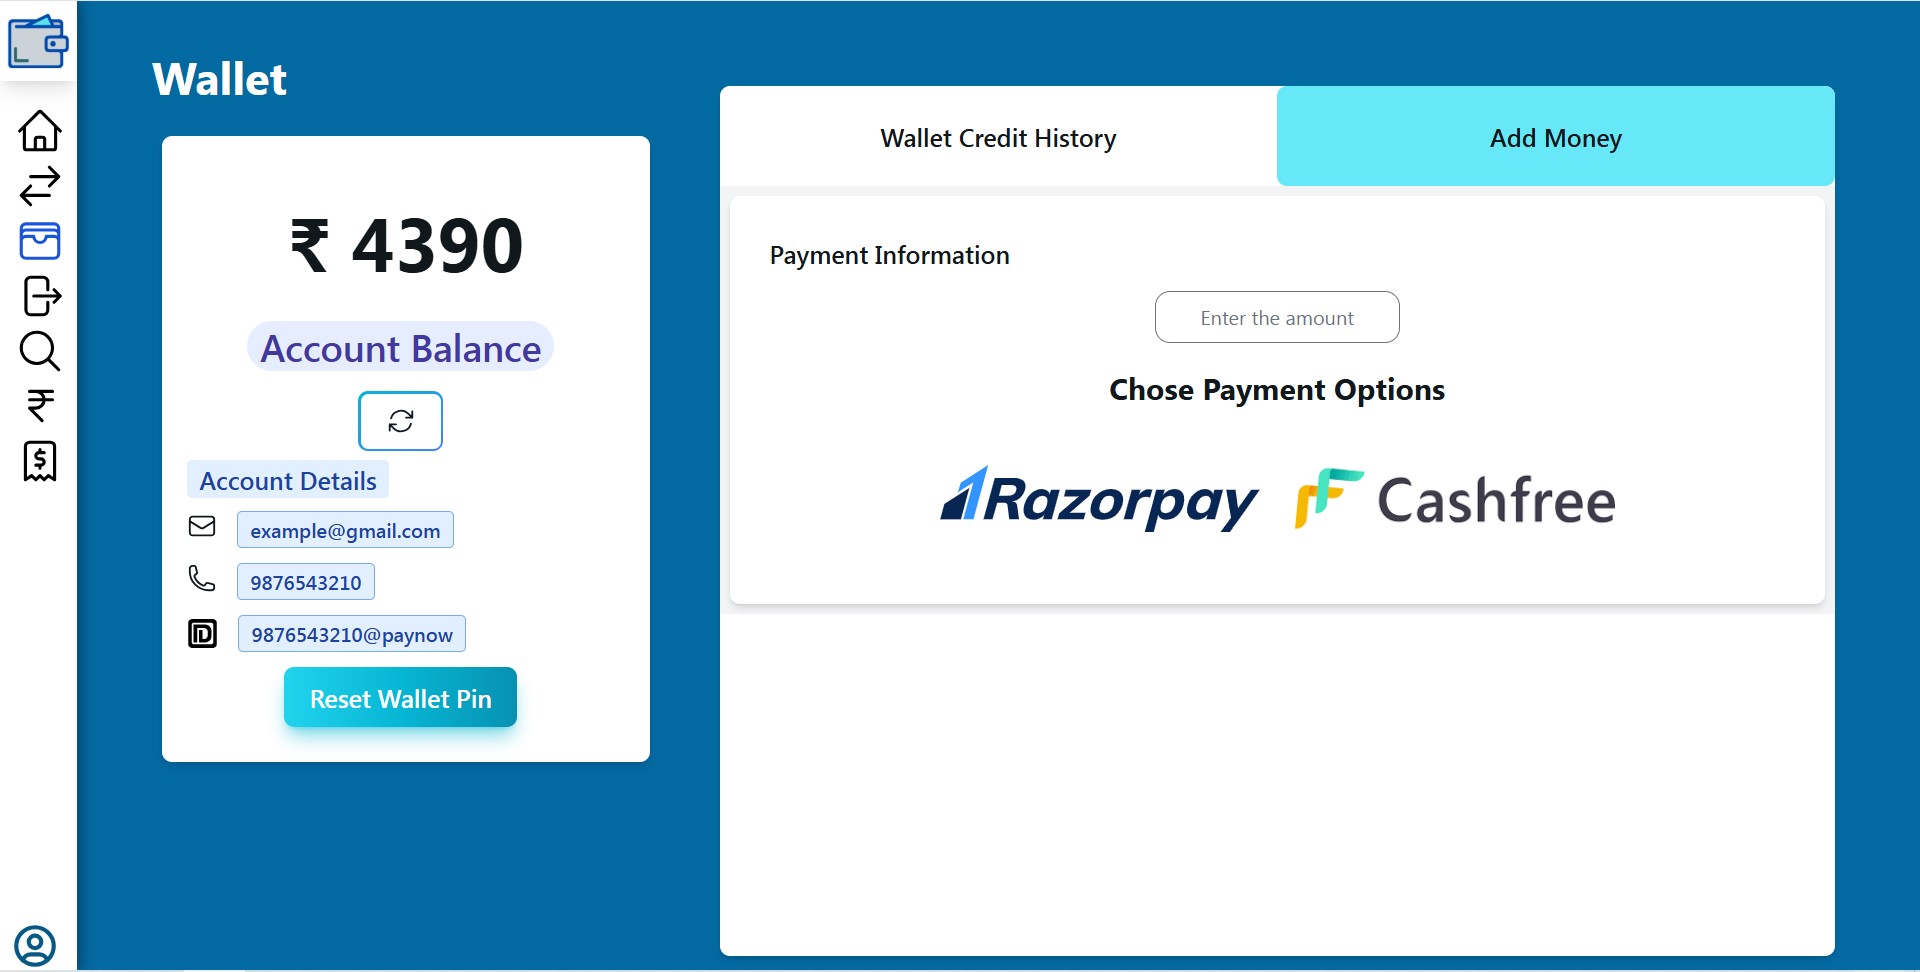 Wallet
₹ 4390
Account Balance
Account Details
example@gmail.com
9876543210
ID
9876543210@paynow
Reset Wallet Pin
Wallet Credit History
Add Money
Payment Information
Enter the amount
Chose Payment Options
Razorpay
Cashfree